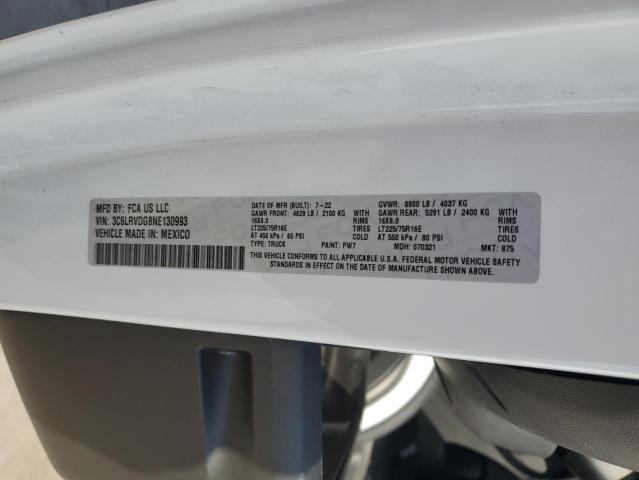 MFD BY: FCA US LLC
VIN: 3C6LRVDG8NE130993
VEHICLE MADE IN: MEXICO
DATE OF MFR (BUILT): 7-22 GVWR: 8900 LB / 4037 KG
GAWR FRONT: 4629 LB / 2100 KG WITH GAWR REAR: 5291 LB / 2400 KG WITH
16X6.0 RIMS 16X6.0 RIMS
LT225/75R16E TIRES LT225/75R16E TIRES
AT 450 kPa / 65 PSI COLD AT 550 kPa / 80 PSI COLD
TYPE: TRUCK PAINT: PW7 MDH: 070321 MKT: 875
THIS VEHICLE CONFORMS TO ALL APPLICABLE U.S.A. FEDERAL MOTOR VEHICLE SAFETY
STANDARDS IN EFFECT ON THE DATE OF MANUFACTURE SHOWN ABOVE.